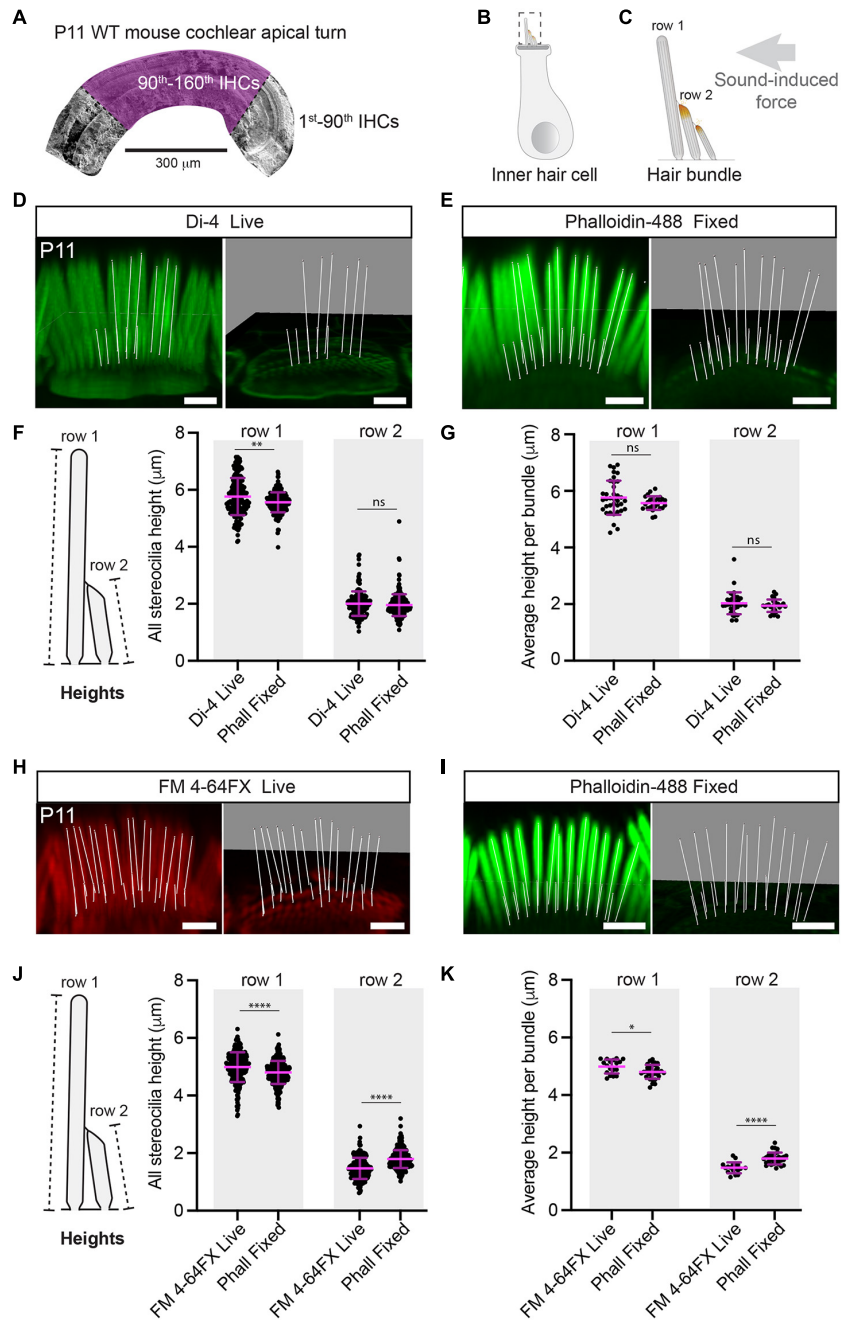 A
P11 WT mouse cochlear apical turn
90th-160th IHCs
1st-90th IHCs
300 μm
B
Inner hair cell
C
row 1
row 2
Sound-induced
force
Hair bundle
D
Di-4 Live
P11
E
Phalloidin-488 Fixed
F
row 1
row 2
Heights
All stereocilia height (μm)
8
6
4
2
0
row 1
row 2
**
ns
Di-4 Live
Phall Fixed
Di-4 Live
Phall Fixed
G
Average height per bundle (μm)
8
6
4
2
0
row 1
row 2
ns
ns
Di-4 Live
Phall Fixed
Di-4 Live
Phall Fixed
H
FM 4-64FX Live
P11
I
Phalloidin-488 Fixed
J
row 1
row 2
Heights
All stereocilia height (μm)
8
6
4
2
0
row 1
row 2
****
****
FM 4-64FX Live
Phall Fixed
FM 4-64FX Live
Phall Fixed
K
Average height per bundle (μm)
8
6
4
2
0
row 1
row 2
*
****
FM 4-64FX Live
Phall Fixed
FM 4-64FX Live
Phall Fixed